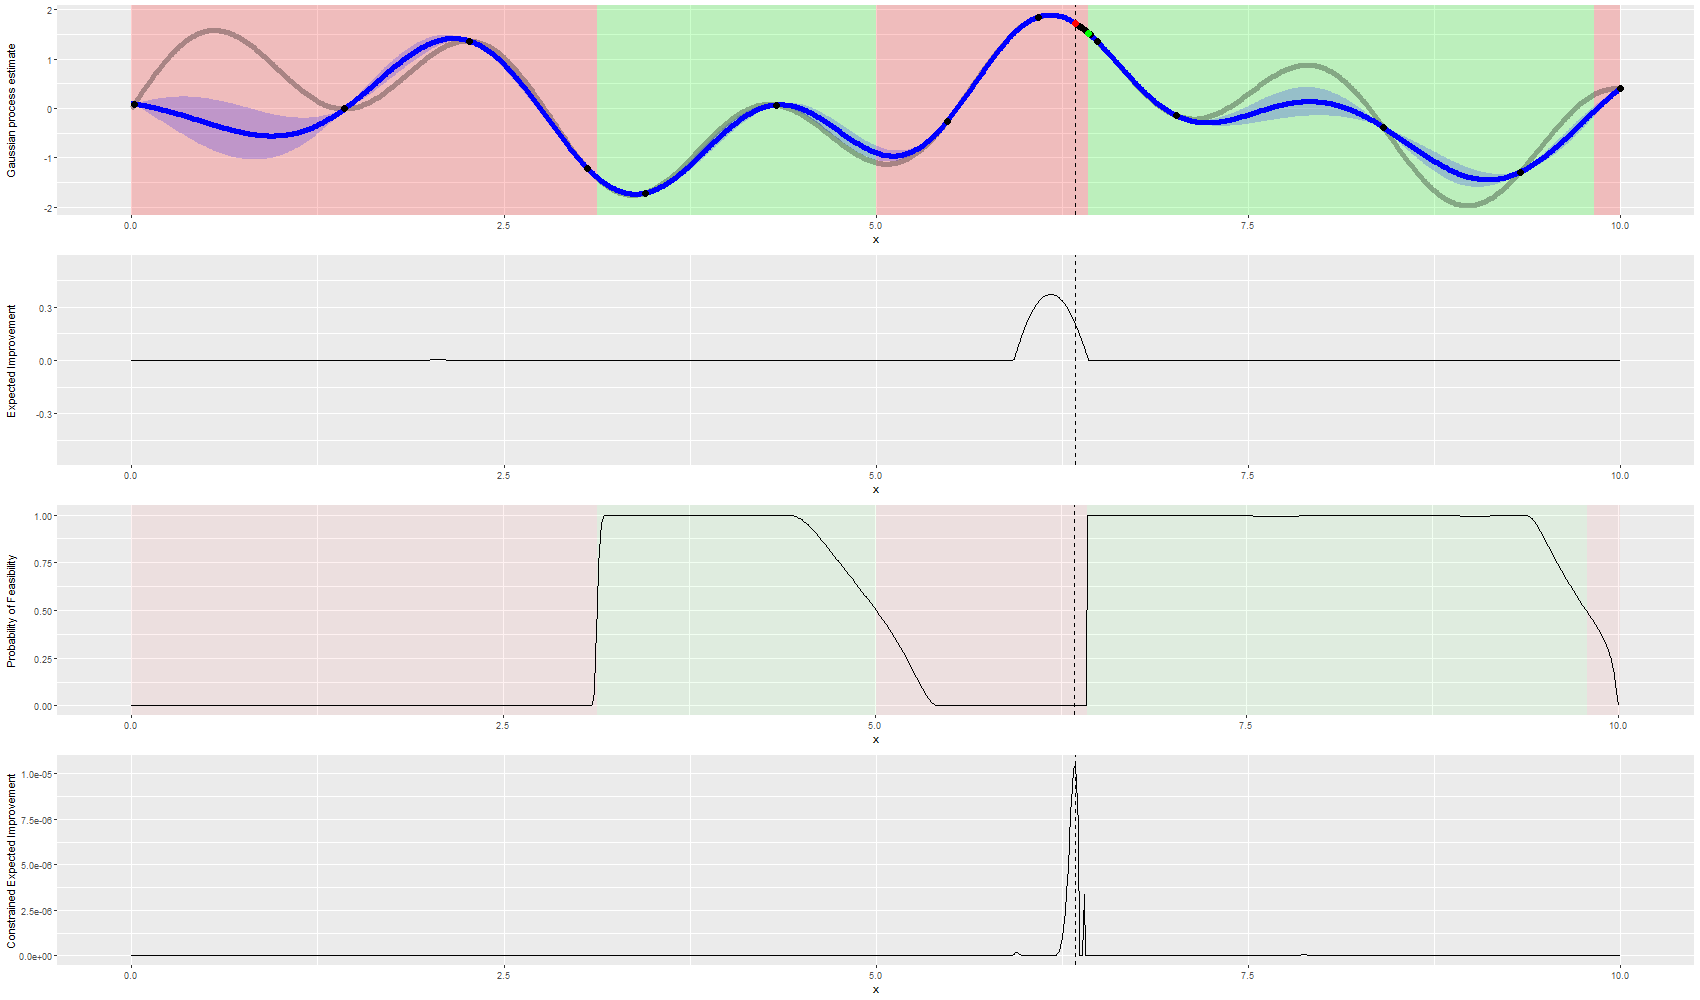 Gaussian process estimate
2
1
0
-1
-2
0.0 2.5 5.0 7.5 10.0
x
Expected Improvement
0.3
0.0
-0.3
0.0 2.5 5.0 7.5 10.0
x
Probability of Feasibility
1.00
0.75
0.50
0.25
0.00
0.0 2.5 5.0 7.5 10.0
x
Constrained Expected Improvement
1.0e-05
7.5e-06
5.0e-06
2.5e-06
0.0e+00
0.0 2.5 5.0 7.5 10.0
x